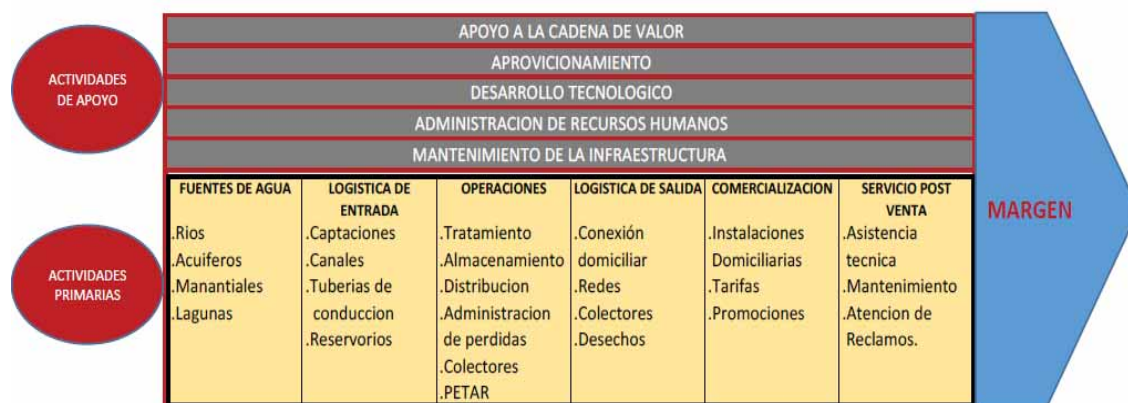 ACTIVIDADES
DE APOYO
APOYO A LA CADENA DE VALOR
APROVICIONAMIENTO
DESARROLLO TECNOLOGICO
ADMINISTRACION DE RECURSOS HUMANOS
MANTENIMIENTO DE LA INFRAESTRUCTURA
ACTIVIDADES
PRIMARIAS
FUENTES DE AGUA
.Rios
.Acuiferos
.Manantiales
.Lagunas
LOGISTICA DE
ENTRADA
.Captaciones
.Canales
.Tuberias de
conduccion
.Reservorios
OPERACIONES
.Tratamiento
.Almacenamiento
.Distribucion
.Administracion
de perdidas
.Colectores
.PETAR
LOGISTICA DE SALIDA
.Conexión
domiciliar
.Redes
.Colectores
.Desechos
COMERCIALIZACION
.Instalaciones
Domiciliarias
.Tarifas
.Promociones
SERVICIO POST
VENTA
.Asistencia
tecnica
.Mantenimiento
.Atencion de
Reclamos.
MARGEN